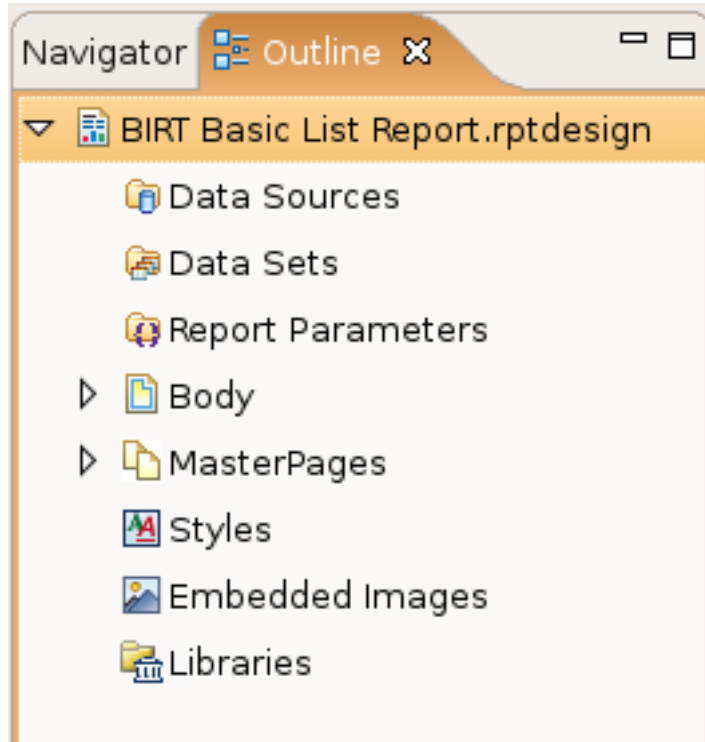 Navigator Outline
BIRT Basic List Report.rptdesign
Data Sources
Data Sets
Report Parameters
Body
MasterPages
Styles
Embedded Images
Libraries